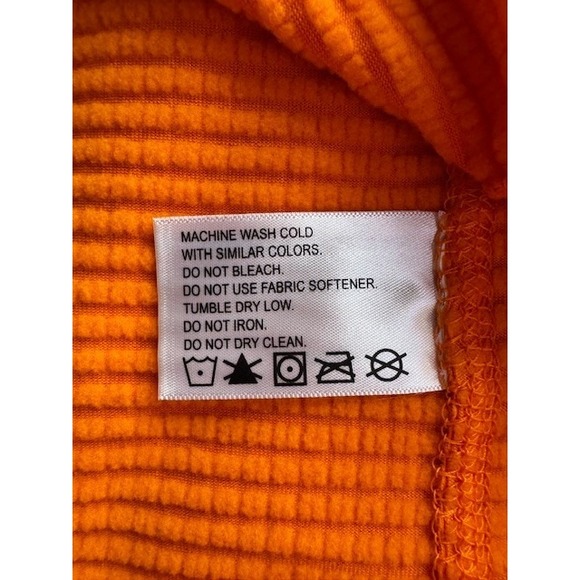 MACHINE WASH COLD
WITH SIMILAR COLORS.
DO NOT BLEACH.
DO NOT USE FABRIC SOFTENER.
TUMBLE DRY LOW.
DO NOT IRON.
DO NOT DRY CLEAN.